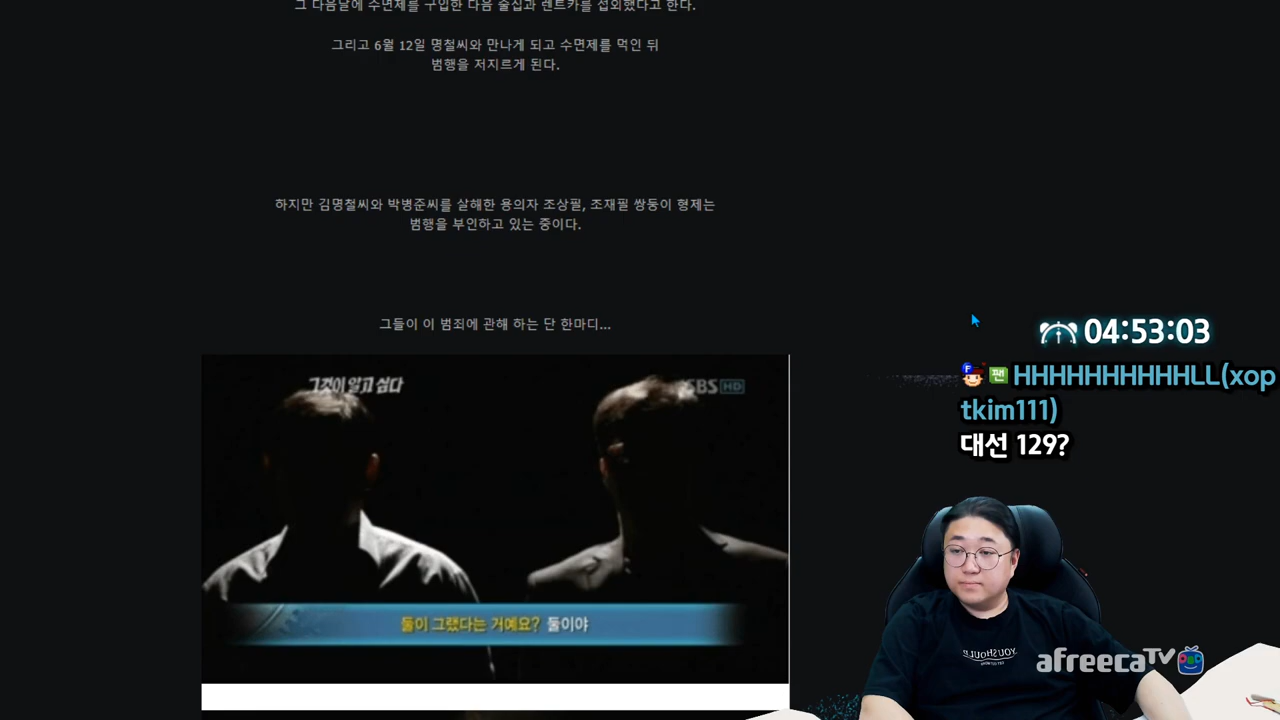 그 다음날에 수면제를 구입한 다음 술집과 렌트카를 섭외했다고 한다.
그리고 6월 12일 명철씨와 만나게 되고 수면제를 먹인 뒤
범행을 저지르게 된다.
하지만 김명철씨와 박병준씨를 살해한 용의자 조상필, 조재필 쌍둥이 형제는
범행을 부인하고 있는 중이다.
그들이 이 범죄에 관해 하는 단 한마디...
그것이 알고 싶다
SBS HD
둘이 그랬다는 거예요? 둘이야
04:53:03
F 팬 HHHHHHHHHHLL(xop
tkim111)
대선 129?
YOU SHOULD
afreecaTV